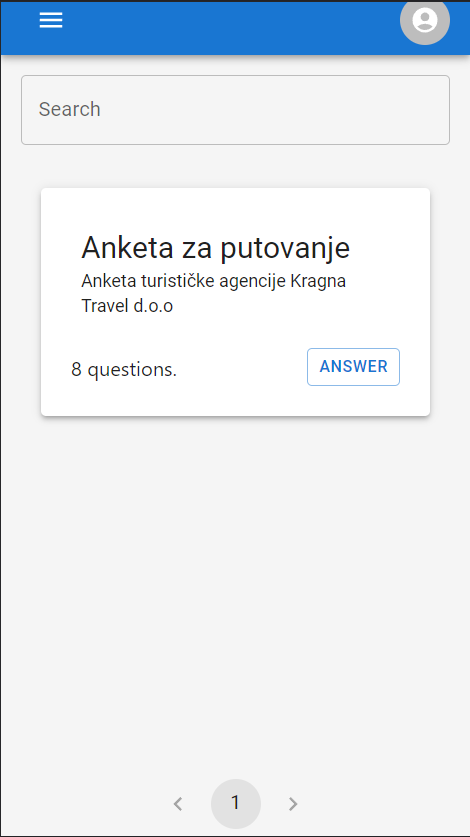 Search
Anketa za putovanje
Anketa turističke agencije Kragna
Travel d.o.o
8 questions.
ANSWER
1